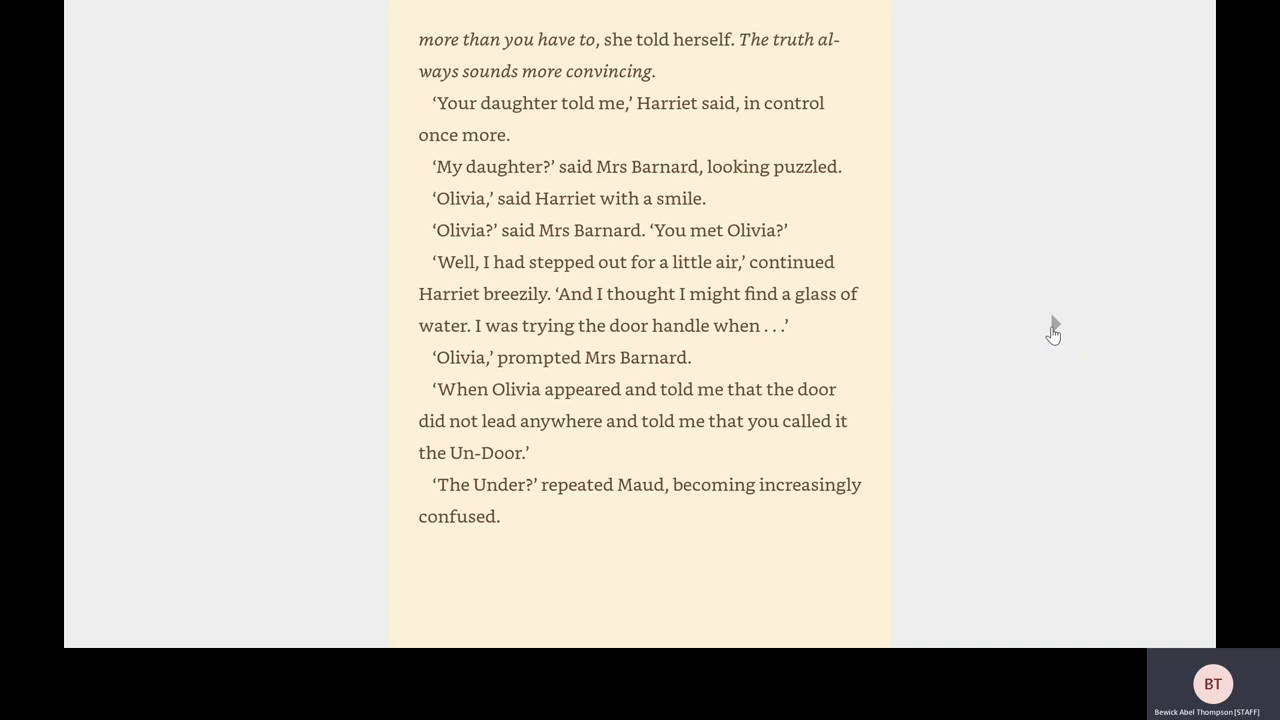 more than you have to, she told herself. The truth al-
ways sounds more convincing.
‘Your daughter told me,’ Harriet said, in control
once more.
‘My daughter?’ said Mrs Barnard, looking puzzled.
‘Olivia,’ said Harriet with a smile.
‘Olivia?’ said Mrs Barnard. ‘You met Olivia?’
‘Well, I had stepped out for a little air,’ continued
Harriet breezily. ‘And I thought I might find a glass of
water. I was trying the door handle when . . .’
‘Olivia,’ prompted Mrs Barnard.
‘When Olivia appeared and told me that the door
did not lead anywhere and told me that you called it
the Un-Door.’
‘The Under?’ repeated Maud, becoming increasingly
confused.
BT
Bewick Abel Thompson [STAFF]